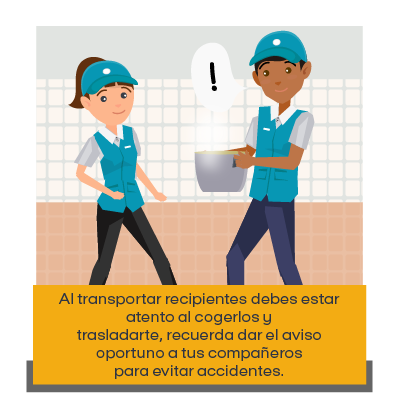 !
Al transportar recipientes debes estar
atento al cogerlos y
trasladarte, recuerda dar el aviso
oportuno a tus compañeros
para evitar accidentes.